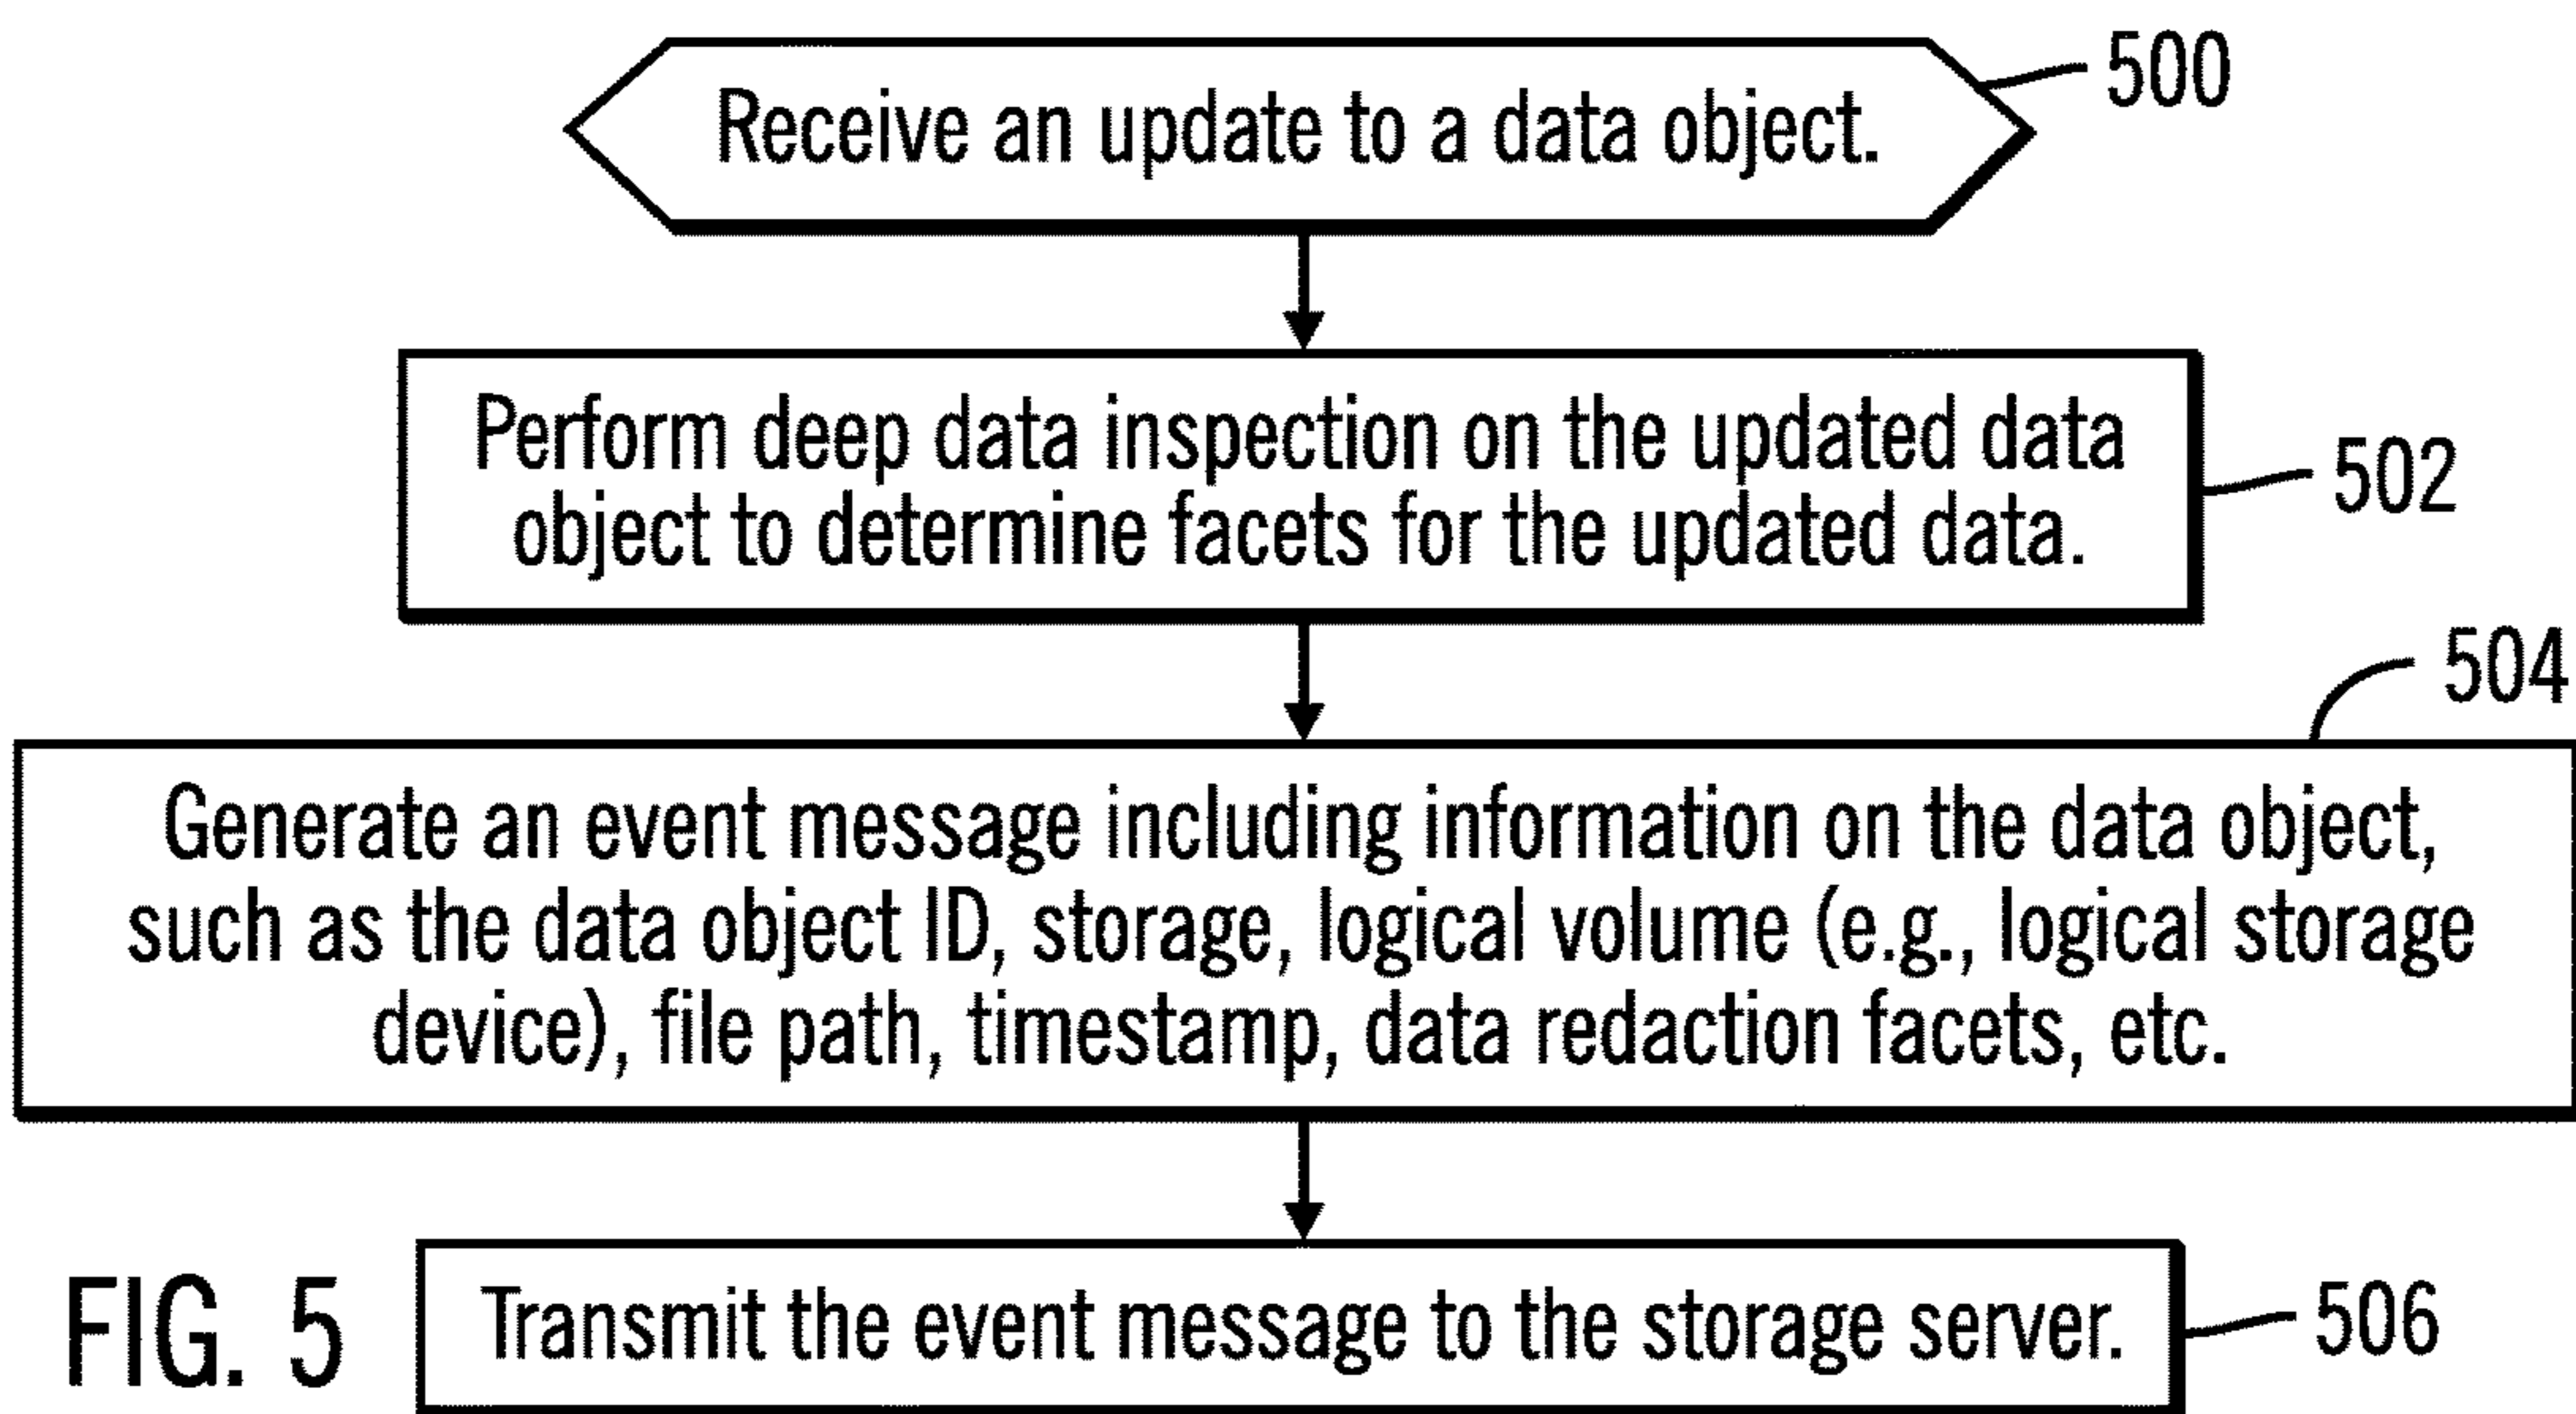 Receive an update to a data object.
500
Perform deep data inspection on the updated data
object to determine facets for the updated data.
502
504
Generate an event message including information on the data object,
such as the data object ID, storage, logical volume (e.g., logical storage
device), file path, timestamp, data redaction facets, etc.
FIG. 5
Transmit the event message to the storage server.
506